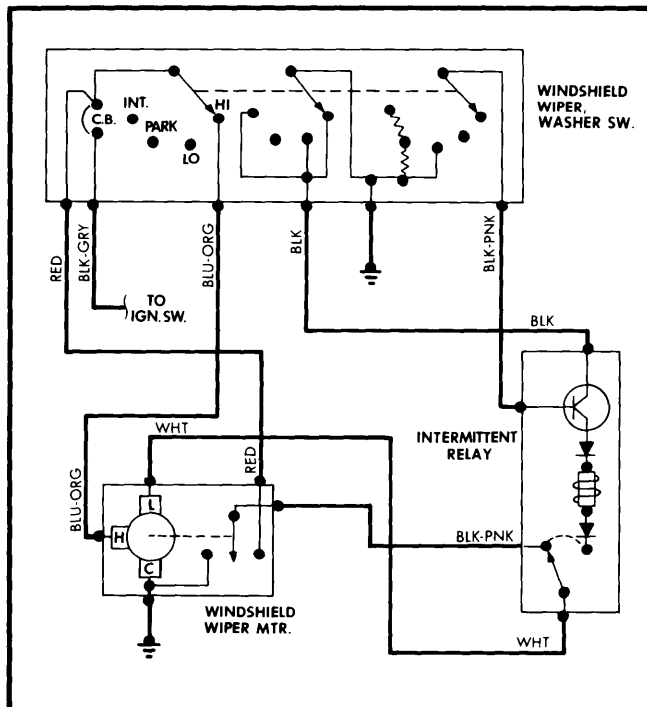 WINDSHIELD
WIPER,
WASHER SW.
HI
INT.
C.B.
PARK
LO
RED
BLK-GRY
BLU-ORG
BLK
BLK-PNK
TO
IGN. SW.
BLK
WHT
RED
INTERMITTENT
RELAY
BLU-ORG
L
H
C
BLK-PNK
WINDSHIELD
WIPER MTR.
WHT